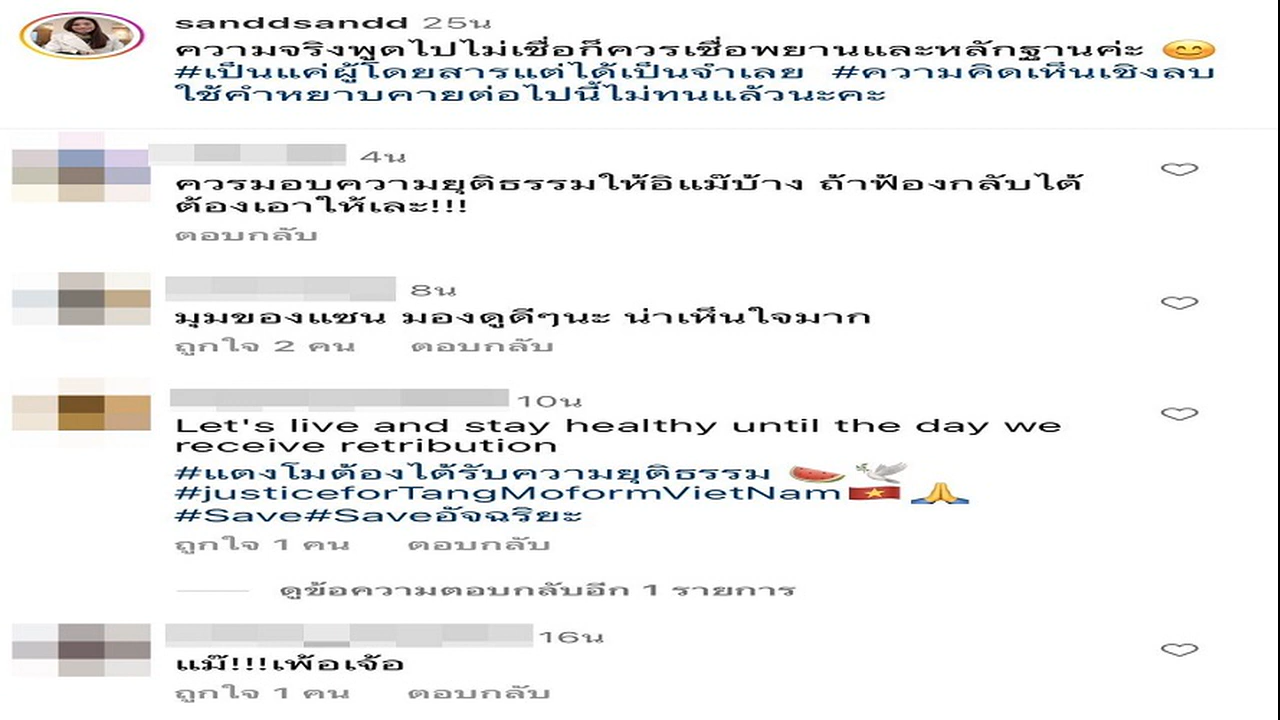 sanddsandd 25น
ความจริงพูดไปไม่เชื่อก็ควรเชื่อพยานและหลักฐานค่ะ 😊
#เป็นแค่ผู้โดยสารแต่ได้เป็นจำเลย #ความคิดเห็นเชิงลบ
ใช้คำหยาบคายต่อไปนี้ไม่ทนแล้วนะคะ
4น
ควรมอบความยุติธรรมให้อิแม๊บ้าง ถ้าฟ้องกลับได้
ต้องเอาให้เละ!!!
ตอบกลับ
8น
มุมของแซน มองดูดีๆนะ น่าเห็นใจมาก
ถูกใจ 2 คน ตอบกลับ
10น
Let's live and stay healthy until the day we
receive retribution
#แตงโมต้องได้รับความยุติธรรม 🍉🕊️
#justiceforTangMoformVietNam🇻🇳🙏
#Save#Saveอัจฉริยะ
ถูกใจ 1 คน ตอบกลับ
ดูข้อความตอบกลับอีก 1 รายการ
16น
แม๊!!!เพ้อเจ้อ
ถูกใจ 1 คน ตอบกลับ